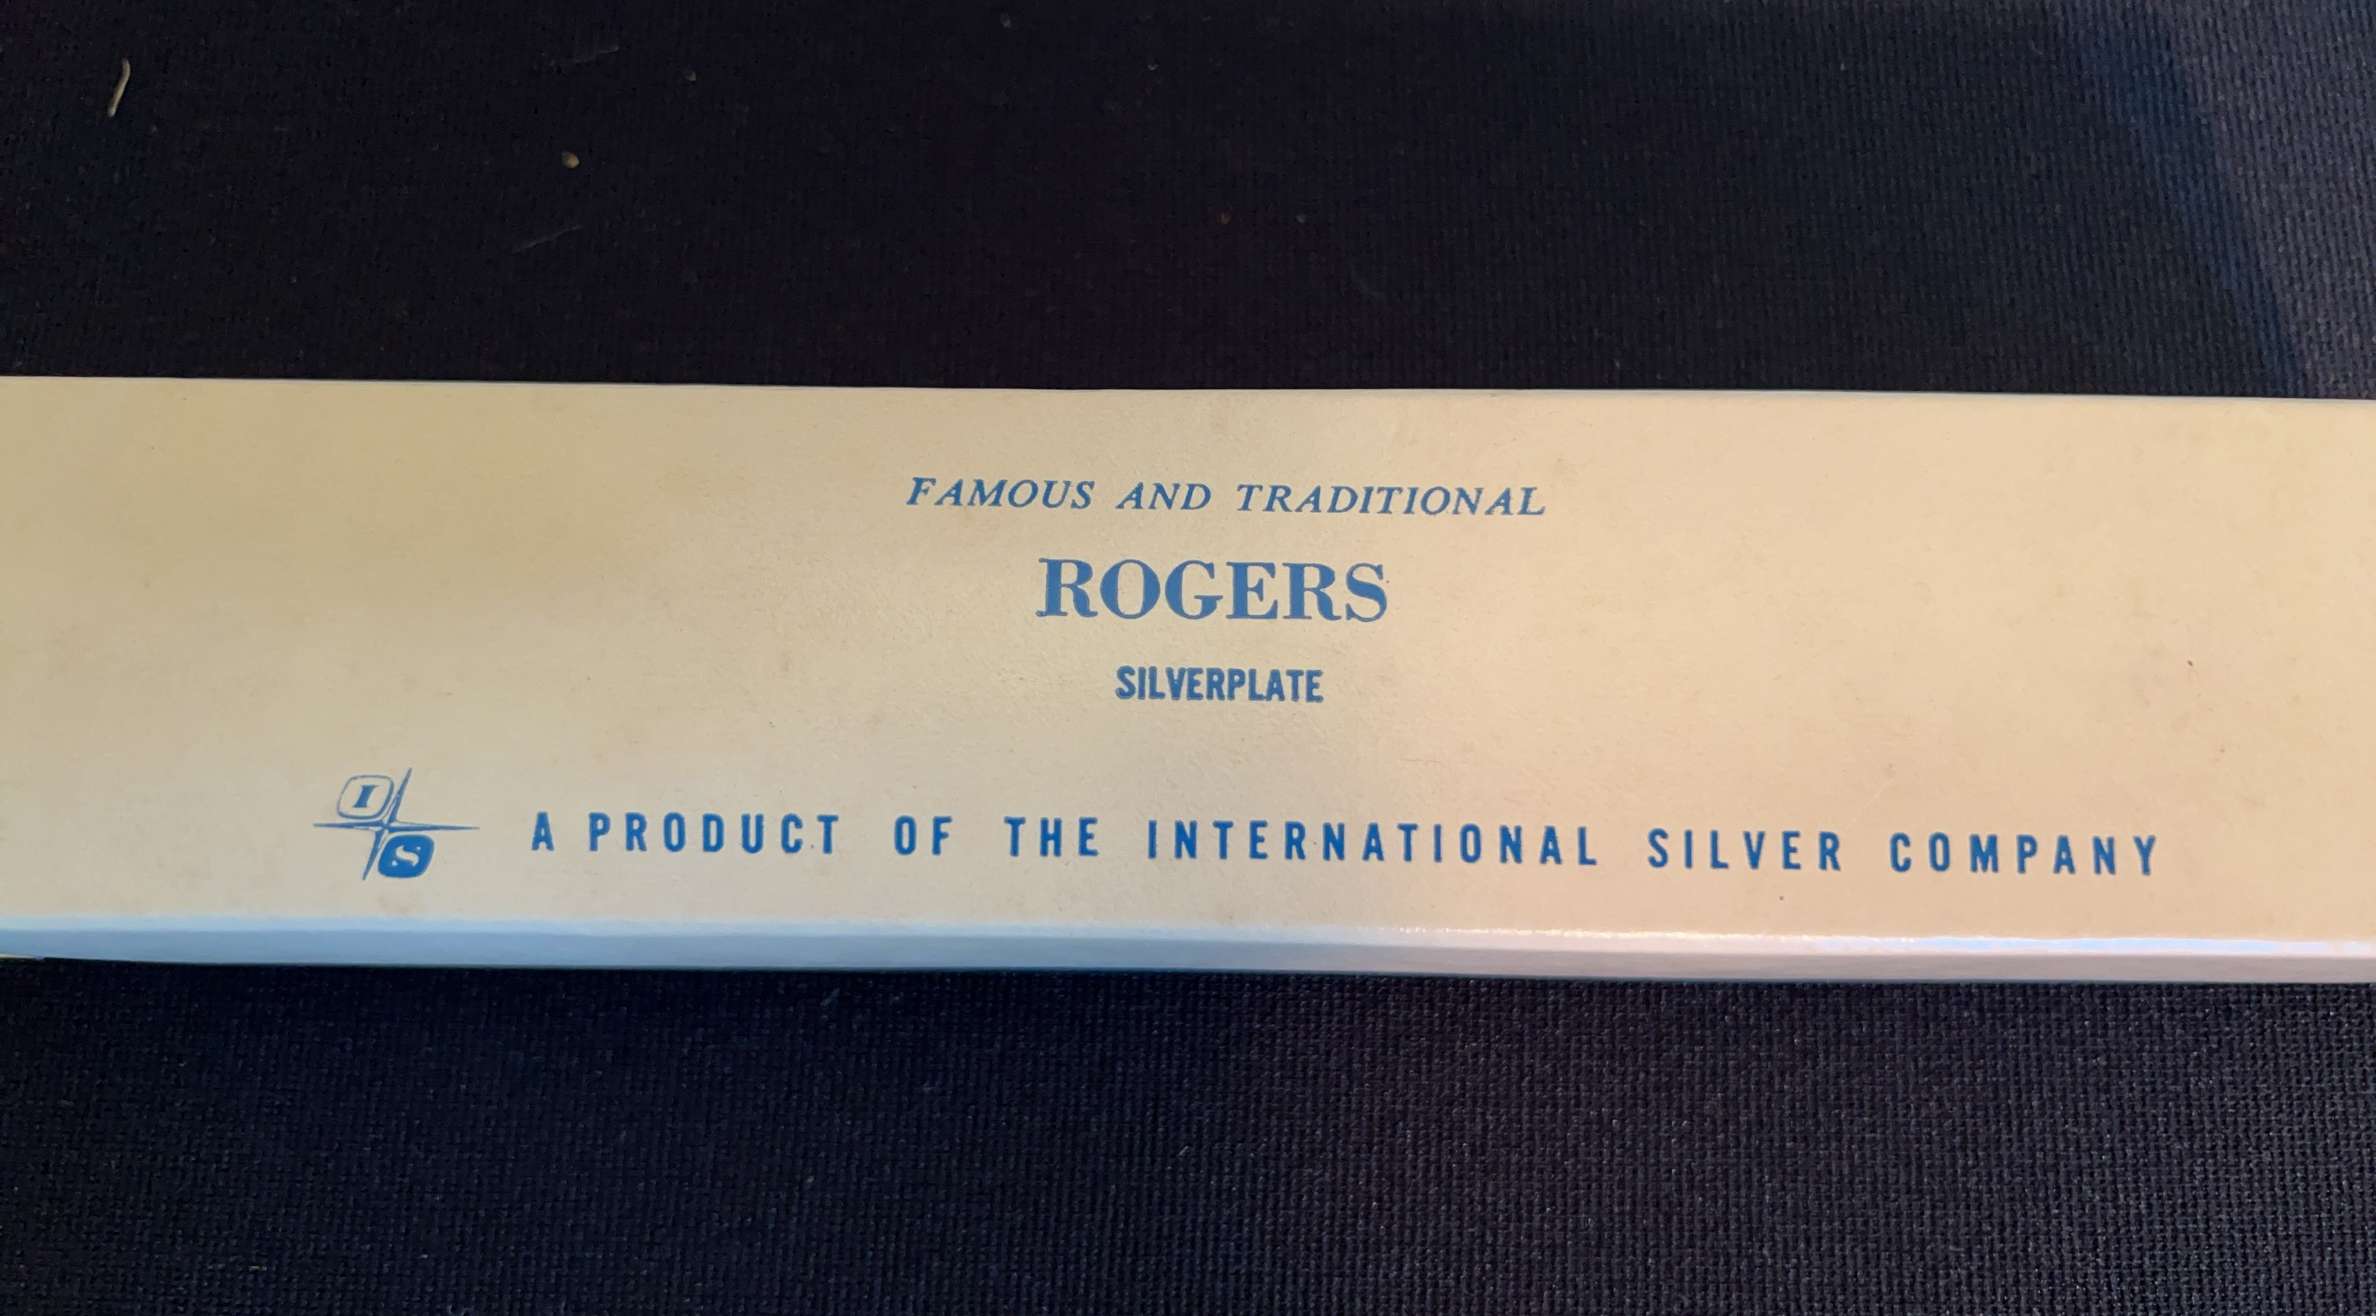 FAMOUS AND TRADITIONAL
ROGERS
SILVERPLATE
I
S
A PRODUCT OF THE INTERNATIONAL SILVER COMPANY